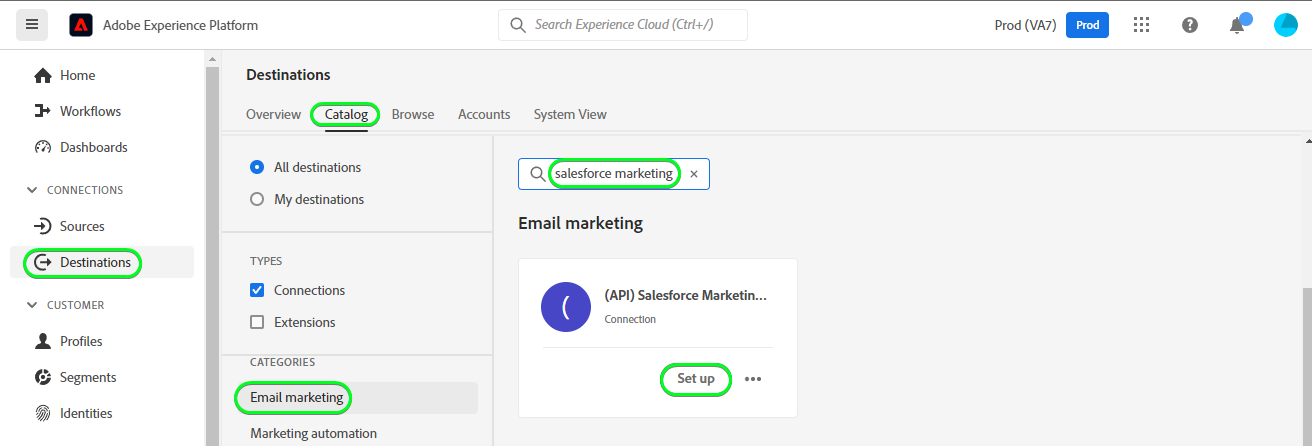 Adobe Experience Platform
Search Experience Cloud (Ctrl+/)
Prod (VA7)
Prod
Home
Workflows
Dashboards
CONNECTIONS
Sources
Destinations
CUSTOMER
Profiles
Segments
Identities
Destinations
Overview Catalog Browse Accounts System View
All destinations
My destinations
TYPES
Connections
Extensions
CATEGORIES
Email marketing
Marketing automation
salesforce marketing
Email marketing
(
(API) Salesforce Marketin...
Connection
Set up